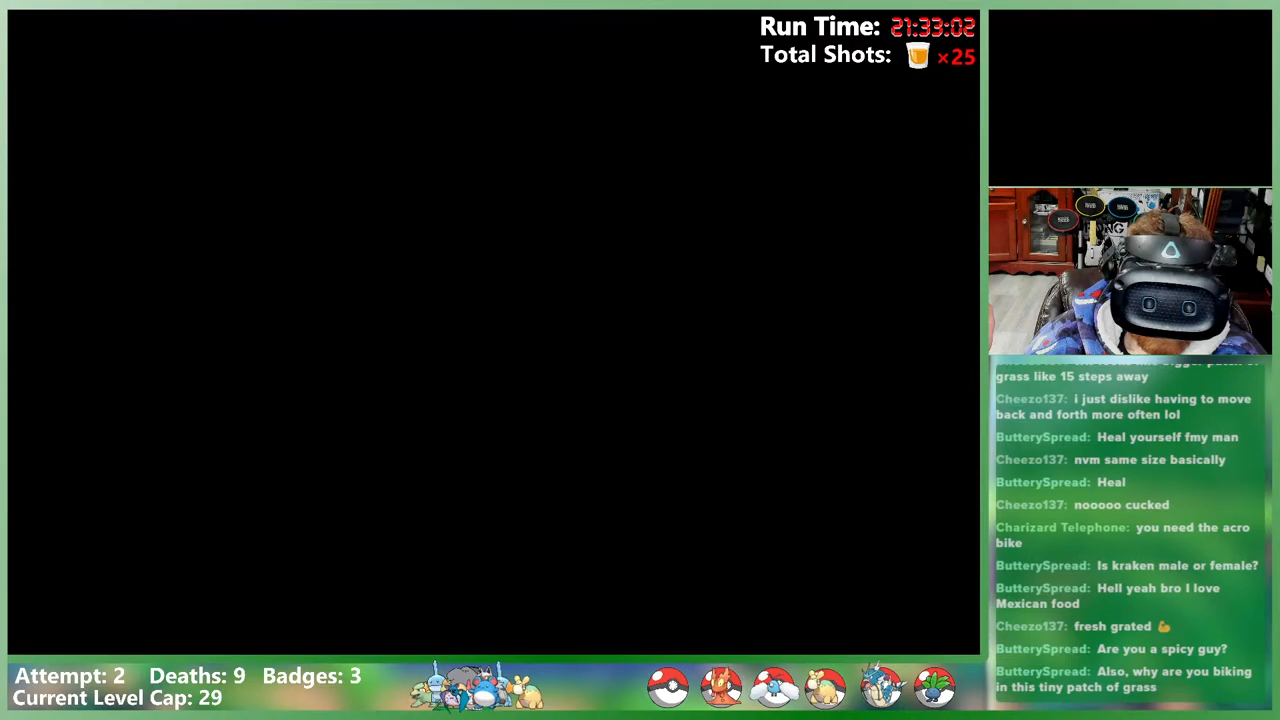 Run Time: 21:33:02
Total Shots: ×25
grass like 15 steps away
Cheezo137: i just dislike having to move
back and forth more often lol
ButterySpread: Heal yourself fmy man
Cheezo137: nvm same size basically
ButterySpread: Heal
Cheezo137: nooooo cucked
Charizard Telephone: you need the acro
bike
ButterySpread: Is kraken male or female?
ButterySpread: Hell yeah bro I love
Mexican food
Cheezo137: fresh grated 💪
ButterySpread: Are you a spicy guy?
ButterySpread: Also, why are you biking
in this tiny patch of grass
Attempt: 2 Deaths: 9 Badges: 3
Current Level Cap: 29